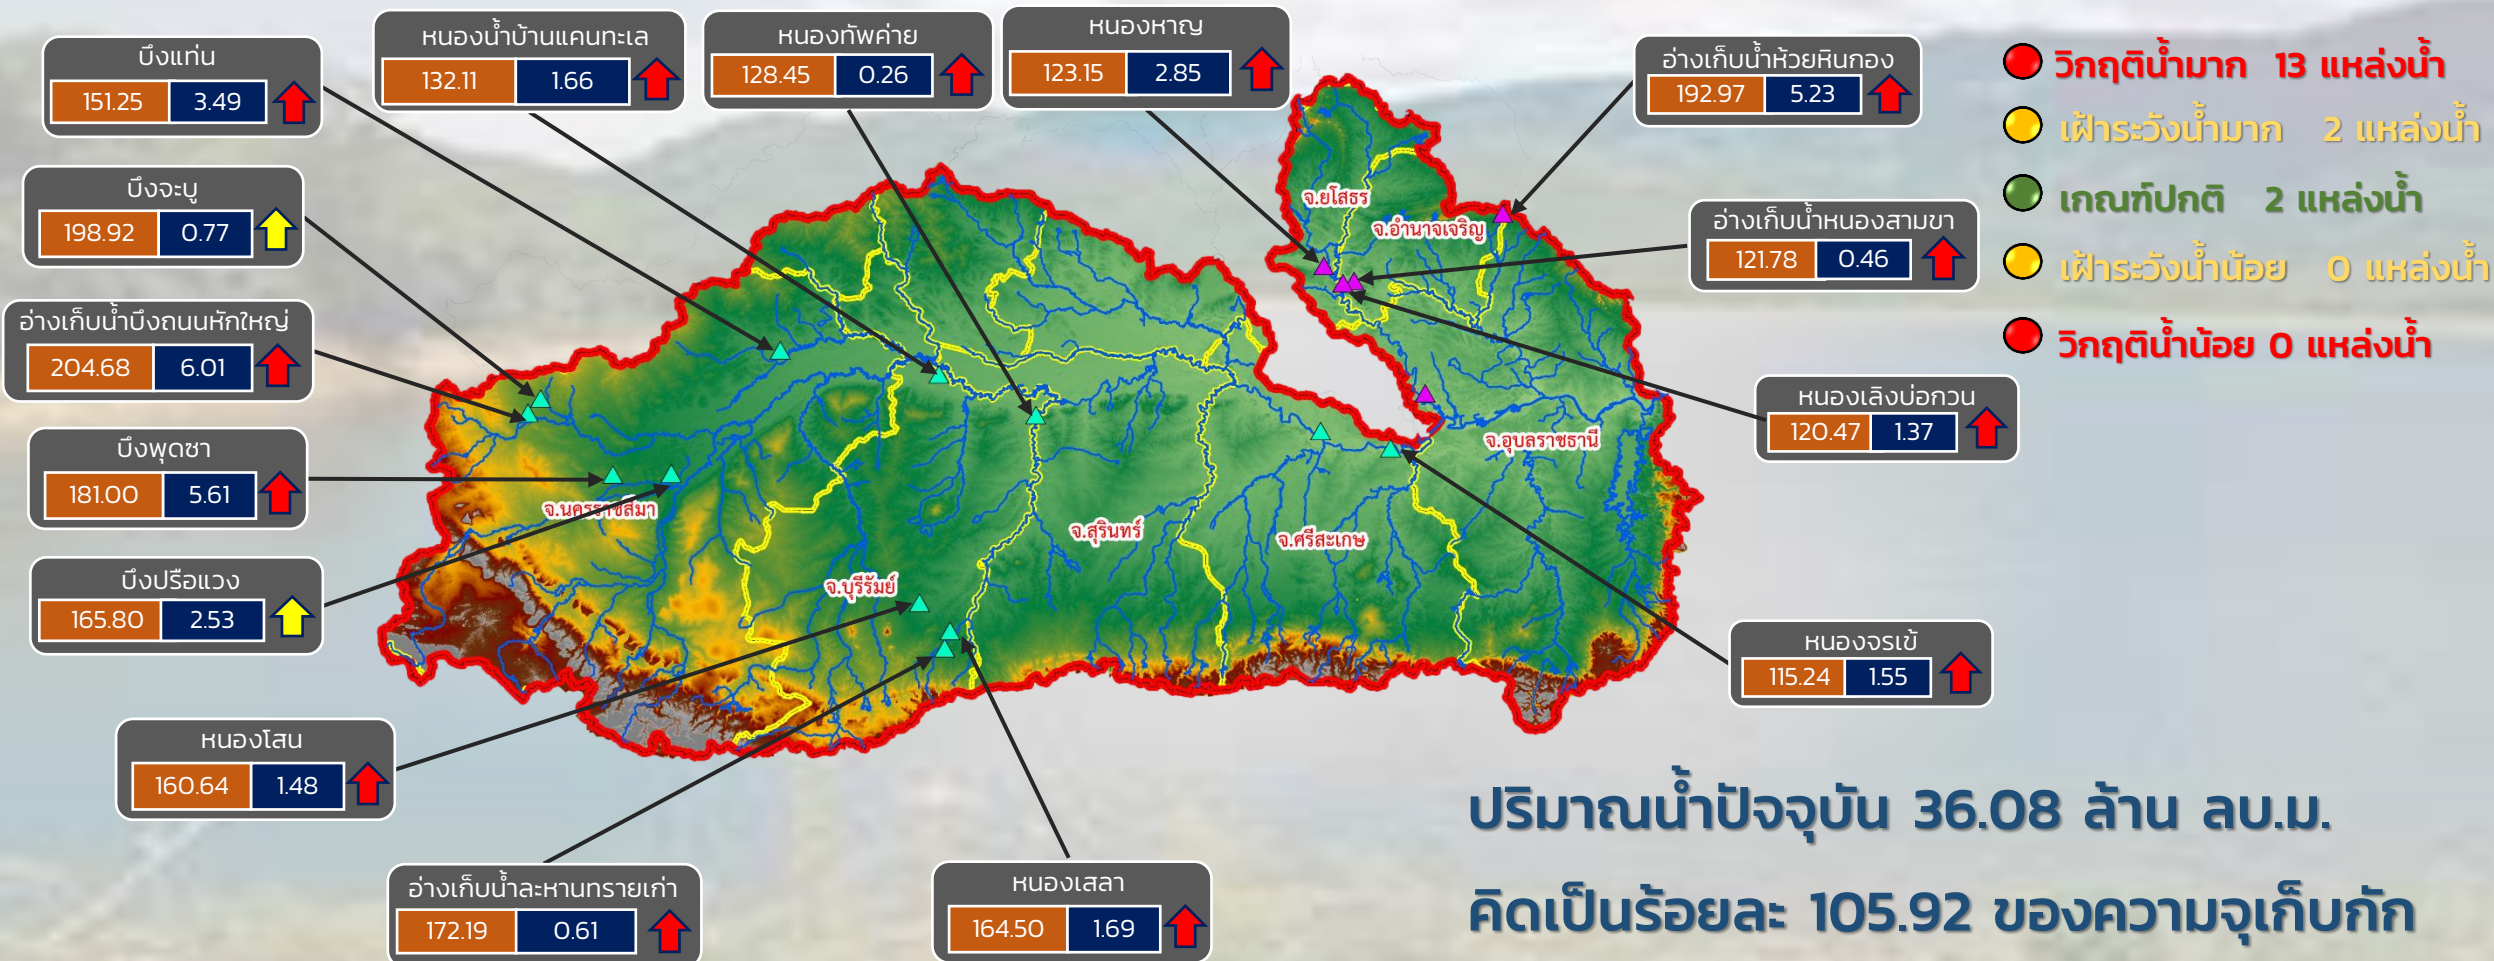 บึงแท่น
151.25 3.49
หนองน้ำบ้านแคนทะเล
132.11 1.66
หนองทัพค่าย
128.45 0.26
หนองหาญ
123.15 2.85
อ่างเก็บน้ำห้วยหินกอง
192.97 5.23
วิกฤติน้ำมาก 13 แหล่งน้ำ
เฝ้าระวังน้ำมาก 2 แหล่งน้ำ
เกณฑ์ปกติ 2 แหล่งน้ำ
เฝ้าระวังน้ำน้อย 0 แหล่งน้ำ
วิกฤติน้ำน้อย 0 แหล่งน้ำ
บึงจะบู
198.92 0.77
อ่างเก็บน้ำหนองสามขา
121.78 0.46
จ.ยโสธร
จ.อำนาจเจริญ
อ่างเก็บน้ำบึงถนนหักใหญ่
204.68 6.01
หนองเลิงบ่อกวน
120.47 1.37
บึงพุดซา
181.00 5.61
จ.อุบลราชธานี
จ.นครราชสีมา
จ.สุรินทร์
จ.ศรีสะเกษ
จ.บุรีรัมย์
บึงปรือแวง
165.80 2.53
หนองจรเข้
115.24 1.55
หนองโสน
160.64 1.48
อ่างเก็บน้ำละหานทรายเก่า
172.19 0.61
หนองเสลา
164.50 1.69
ปริมาณน้ำปัจจุบัน 36.08 ล้าน ลบ.ม.
คิดเป็นร้อยละ 105.92 ของความจุเก็บกัก